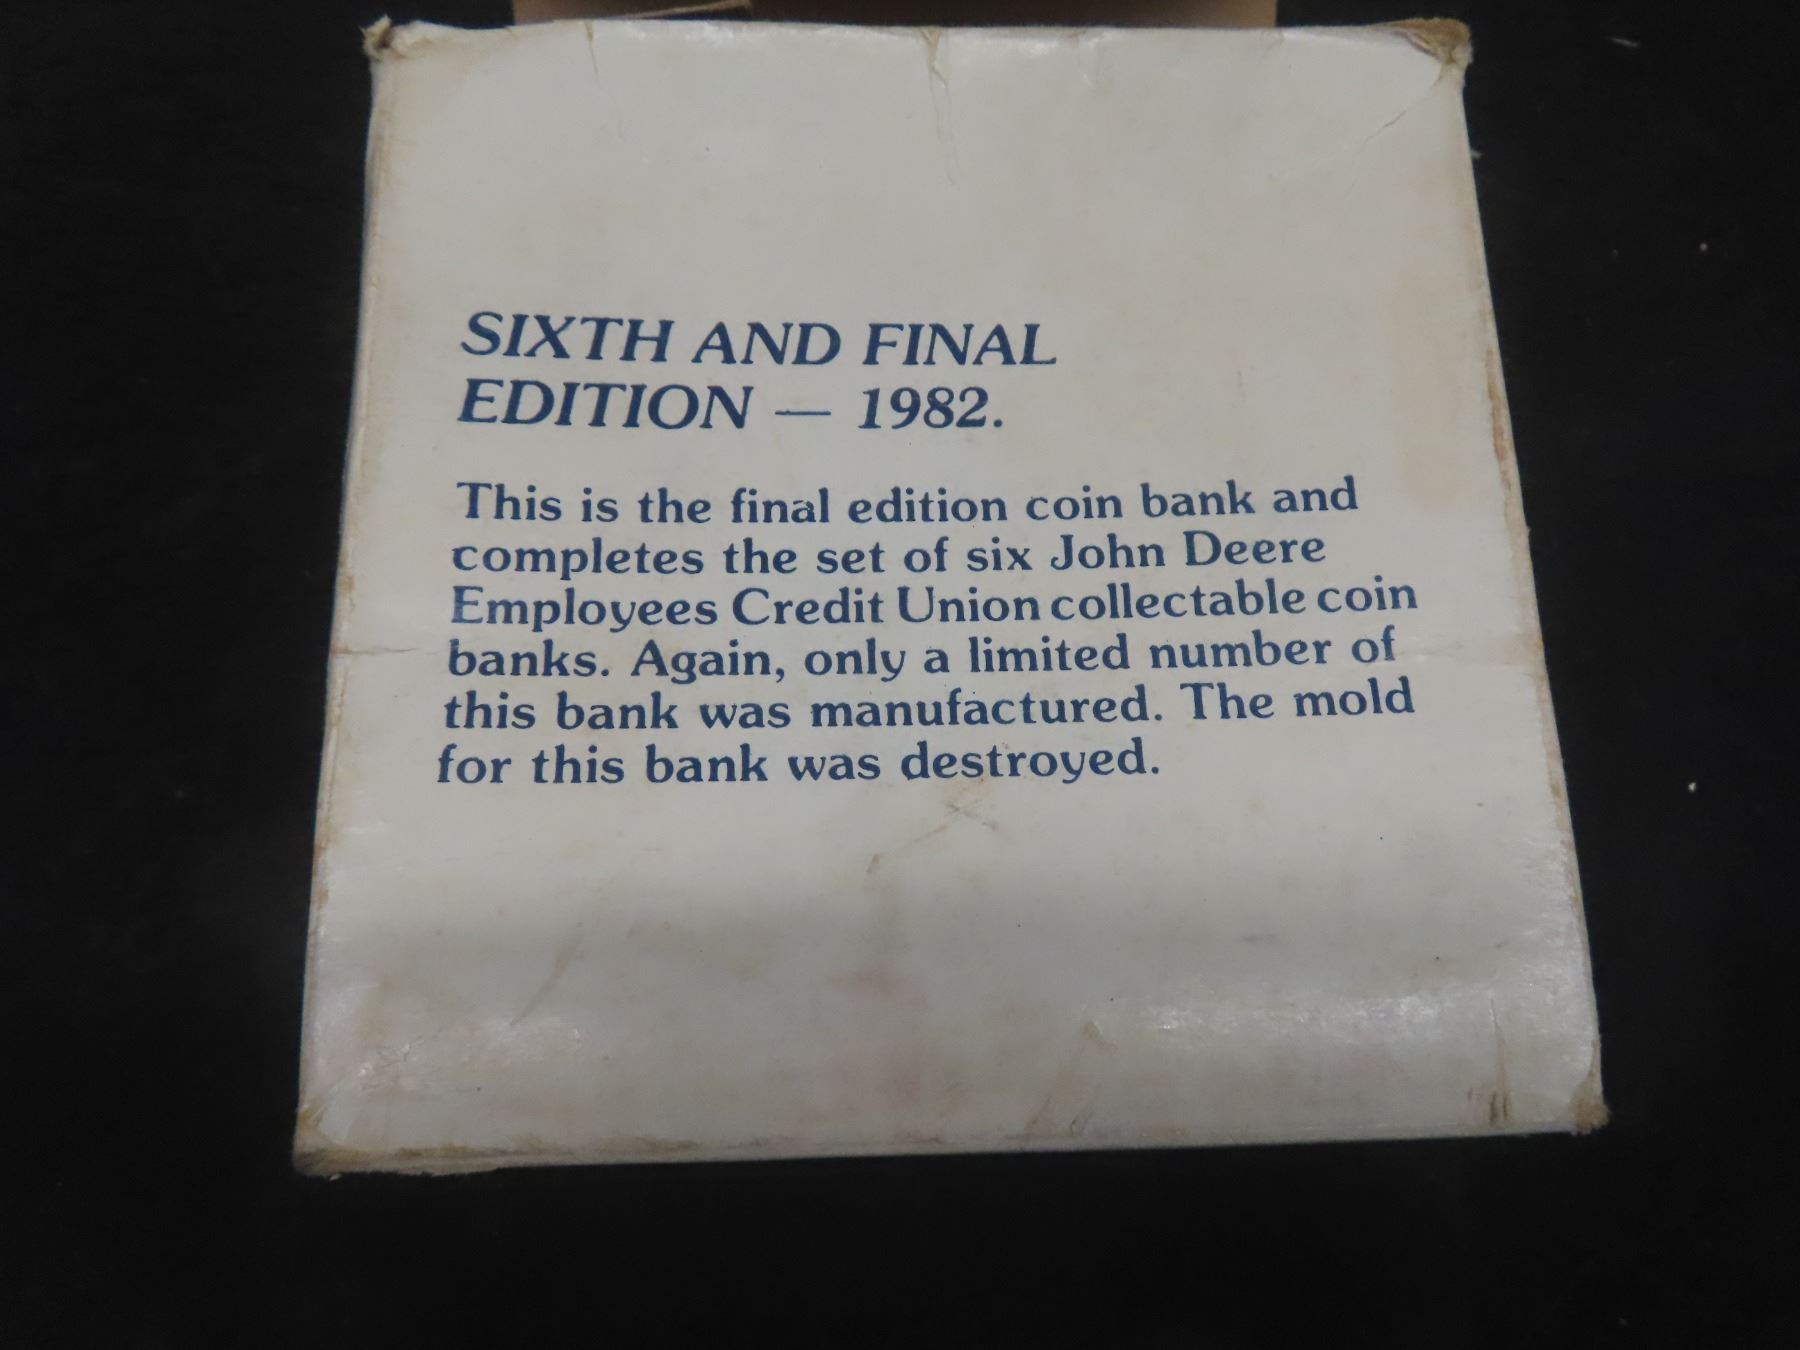 SIXTH AND FINAL
EDITION — 1982.
This is the final edition coin bank and
completes the set of six John Deere
Employees Credit Union collectable coin
banks. Again, only a limited number of
this bank was manufactured. The mold
for this bank was destroyed.